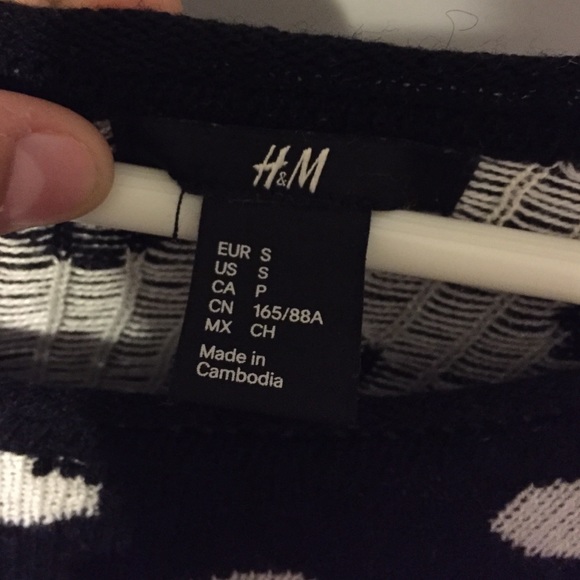 H&M
EUR S
US S
CA P
CN 165/88A
MX CH
Made in
Cambodia